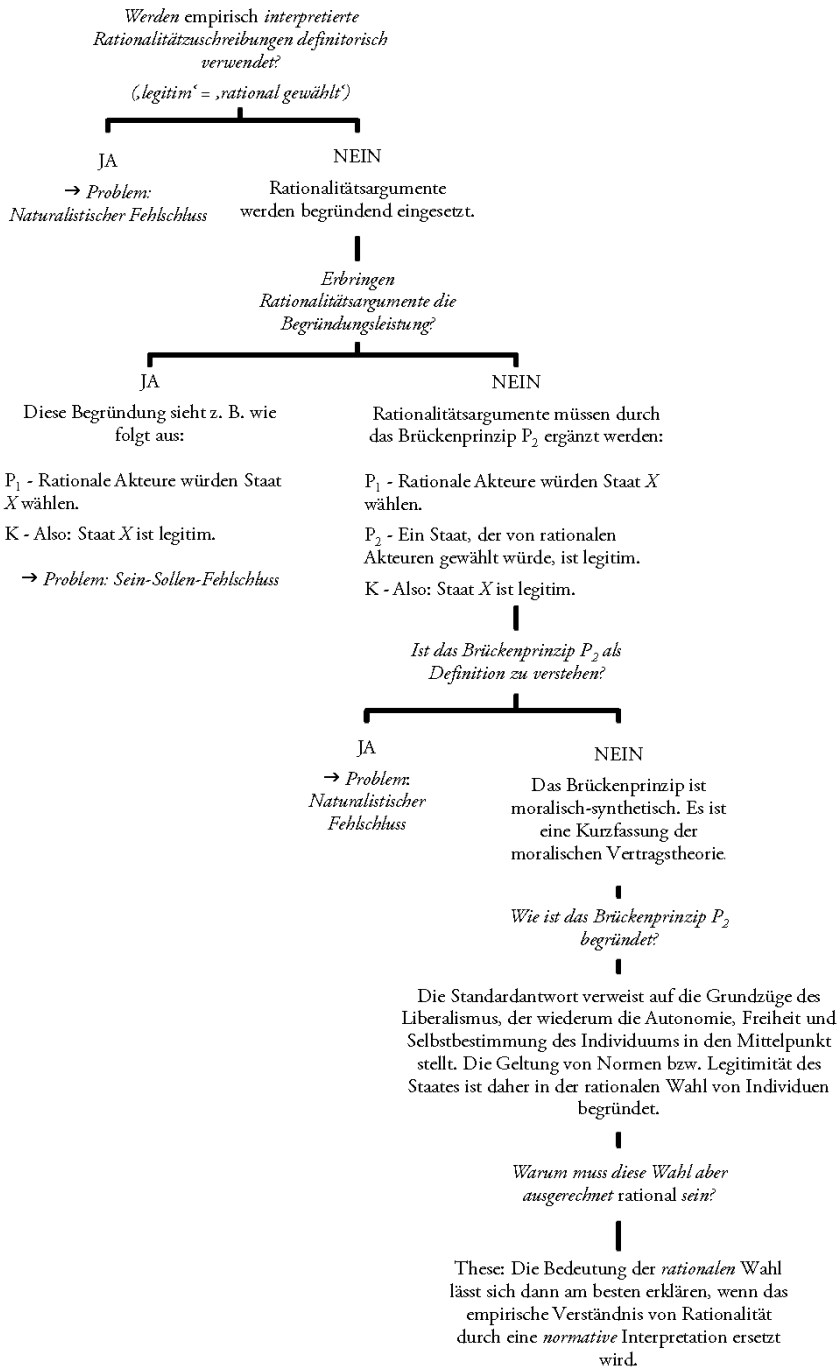 Werden empirisch interpretierte
Rationalitätzuschreibungen definitorisch
verwendet?
(‚legitim‘ = ‚rational gewählt‘)
JA
→ Problem:
Naturalistischer Fehlschluss
NEIN
Rationalitätsargumente
werden begründend eingesetzt.
Erbringen
Rationalitätsargumente die
Begründungsleistung?
JA
Diese Begründung sieht z. B. wie
folgt aus:
P₁ - Rationale Akteure würden Staat
X wählen.
K - Also: Staat X ist legitim.
→ Problem: Sein-Sollen-Fehlschluss
NEIN
Rationalitätsargumente müssen durch
das Brückenprinzip P₂ ergänzt werden:
P₁ - Rationale Akteure würden Staat X
wählen.
P₂ - Ein Staat, der von rationalen
Akteuren gewählt würde, ist legitim.
K - Also: Staat X ist legitim.
Ist das Brückenprinzip P₂ als
Definition zu verstehen?
JA
→ Problem:
Naturalistischer
Fehlschluss
NEIN
Das Brückenprinzip ist
moralisch-synthetisch. Es ist
eine Kurzfassung der
moralischen Vertragstheorie.
Wie ist das Brückenprinzip P₂
begründet?
Die Standardantwort verweist auf die Grundzüge des
Liberalismus, der wiederum die Autonomie, Freiheit und
Selbstbestimmung des Individuums in den Mittelpunkt
stellt. Die Geltung von Normen bzw. Legitimität des
Staates ist daher in der rationalen Wahl von Individuen
begründet.
Warum muss diese Wahl aber
ausgerechnet rational sein?
These: Die Bedeutung der rationalen Wahl
lässt sich dann am besten erklären, wenn das
empirische Verständnis von Rationalität
durch eine normative Interpretation ersetzt
wird.